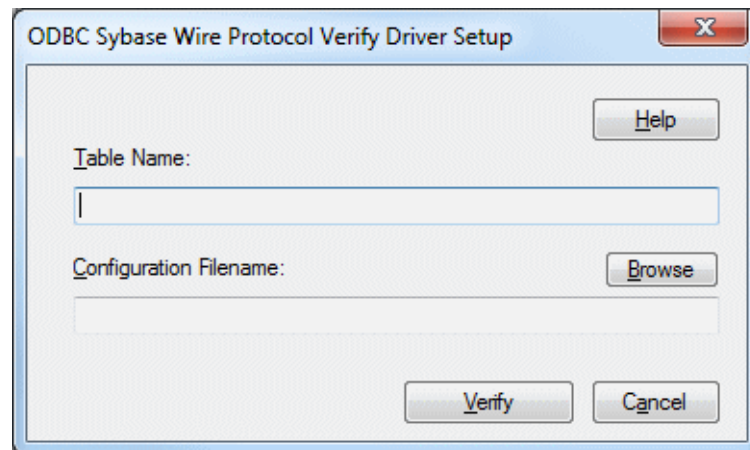 ODBC Sybase Wire Protocol Verify Driver Setup
Help
Table Name:
Configuration Filename:
Browse
Verify
Cancel